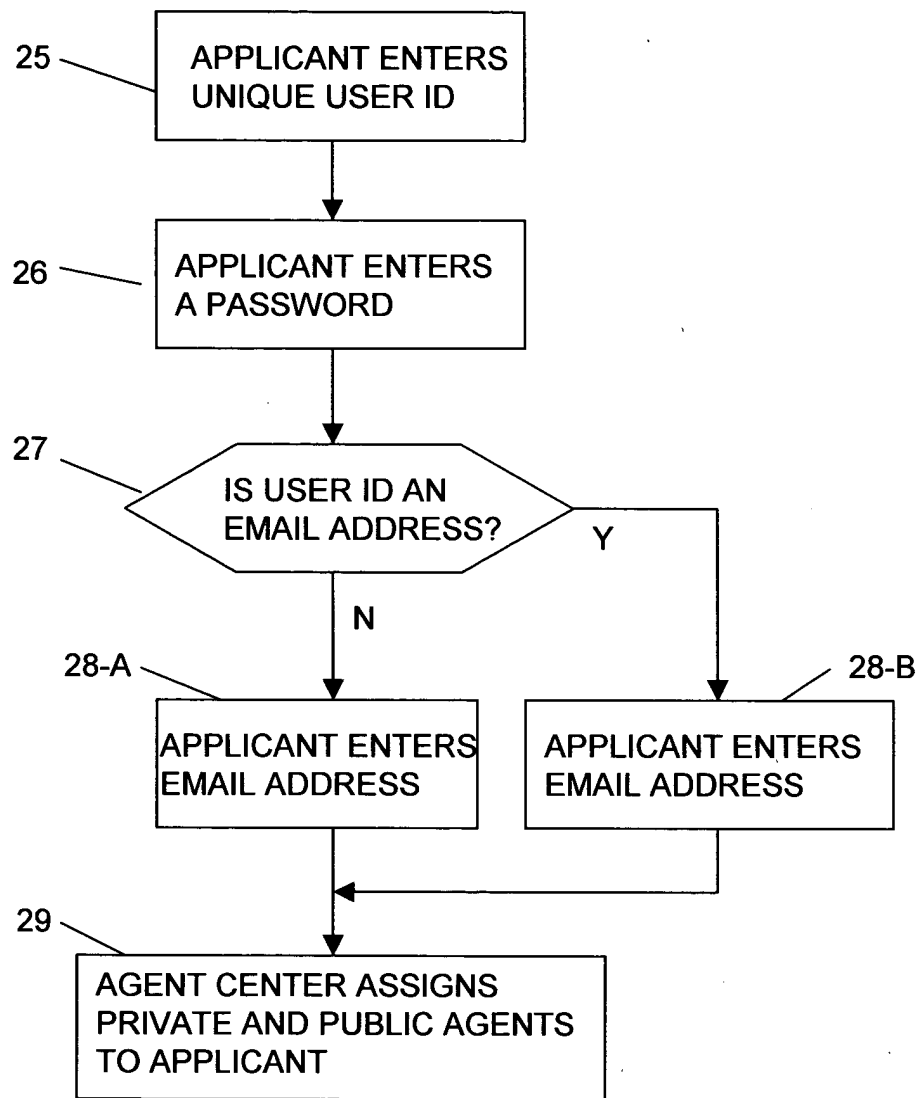 25
APPLICANT ENTERS
UNIQUE USER ID
26
APPLICANT ENTERS
A PASSWORD
27
IS USER ID AN
EMAIL ADDRESS?
Y
N
28-A
28-B
APPLICANT ENTERS
EMAIL ADDRESS
APPLICANT ENTERS
EMAIL ADDRESS
29
AGENT CENTER ASSIGNS
PRIVATE AND PUBLIC AGENTS
TO APPLICANT